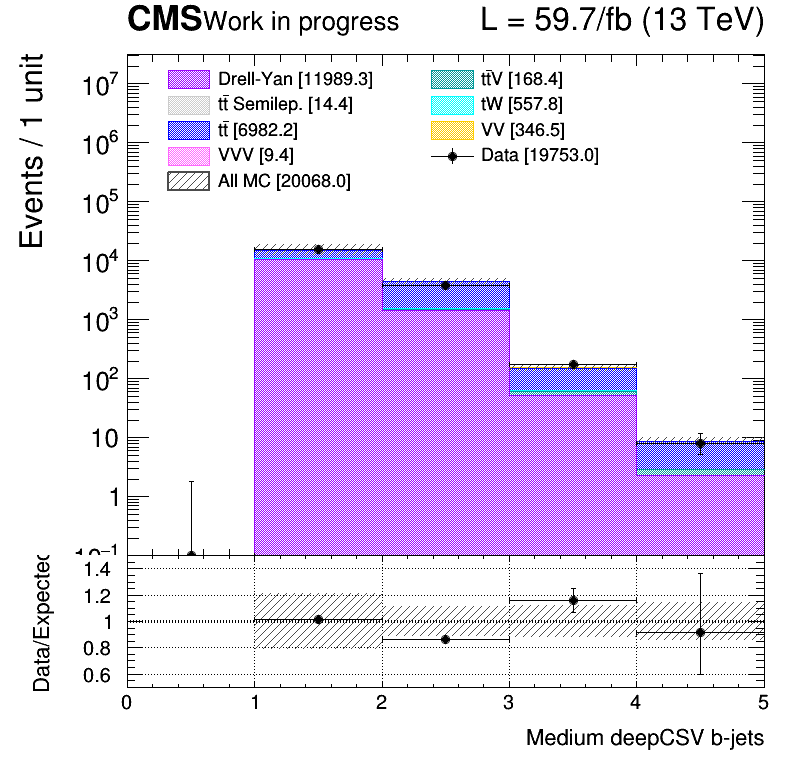 CMS Work in progress L = 59.7/fb (13 TeV)
Events / 1 unit
10⁷
10⁶
10⁵
10⁴
10³
10²
10
1
10⁻¹
Drell-Yan [11989.3]
tt̄ Semilep. [14.4]
tt̄ [6982.2]
VVV [9.4]
All MC [20068.0]
tt̄V [168.4]
tW [557.8]
VV [346.5]
Data [19753.0]
Data/Expected
1.4
1.2
1
0.8
0.6
0 1 2 3 4 5
Medium deepCSV b-jets